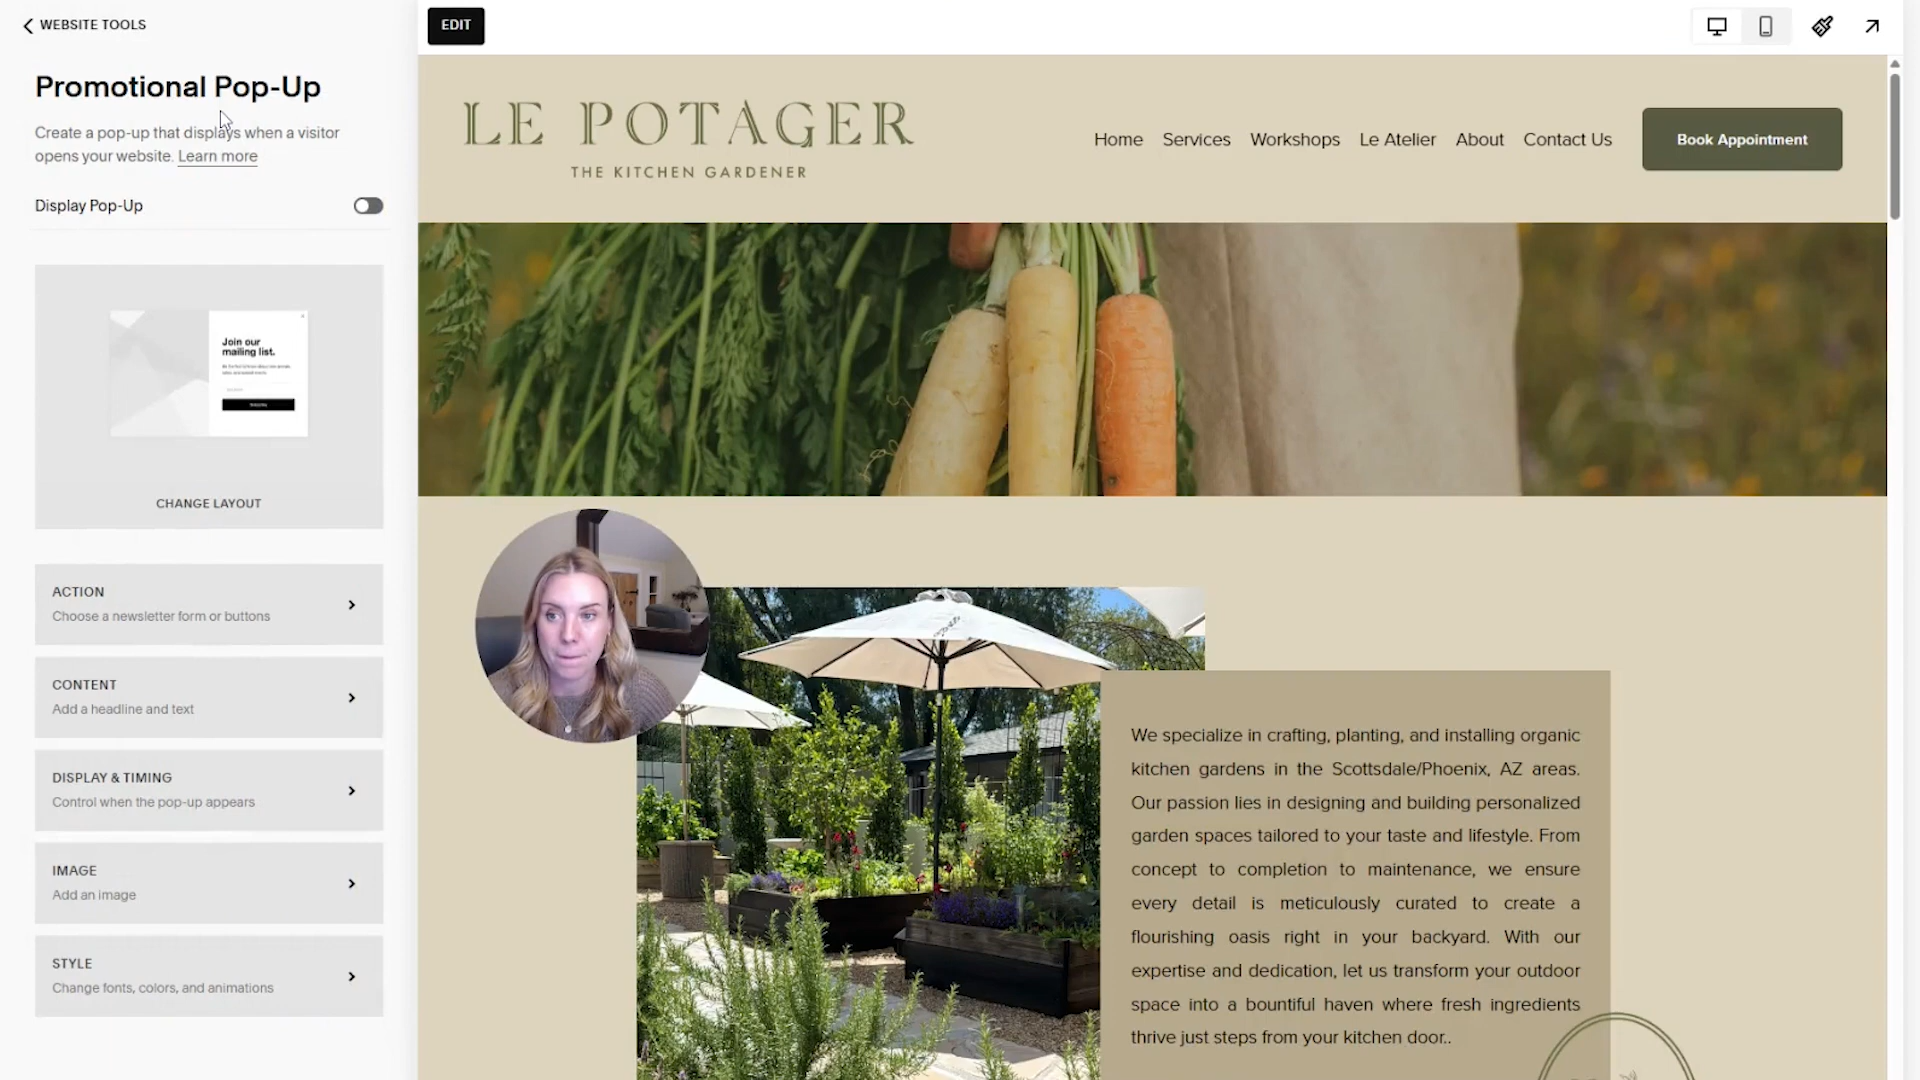 WEBSITE TOOLS
EDIT
Promotional Pop-Up
Create a pop-up that displays when a visitor
opens your website. Learn more
Display Pop-Up
Join our
mailing list.
CHANGE LAYOUT
ACTION
Choose a newsletter form or buttons
CONTENT
Add a headline and text
DISPLAY & TIMING
Control when the pop-up appears
IMAGE
Add an image
STYLE
Change fonts, colors, and animations
LE POTAGER
THE KITCHEN GARDENER
Home Services Workshops Le Atelier About Contact Us
Book Appointment
We specialize in crafting, planting, and installing organic
kitchen gardens in the Scottsdale/Phoenix, AZ areas.
Our passion lies in designing and building personalized
garden spaces tailored to your taste and lifestyle. From
concept to completion to maintenance, we ensure
every detail is meticulously curated to create a
flourishing oasis right in your backyard. With our
expertise and dedication, let us transform your outdoor
space into a bountiful haven where fresh ingredients
thrive just steps from your kitchen door..